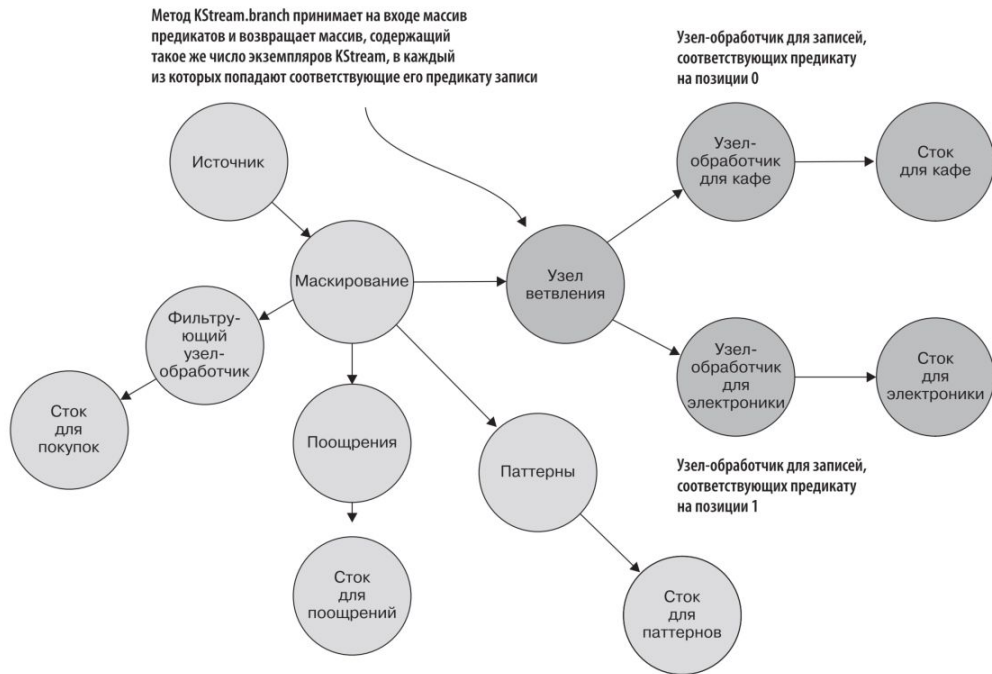 Метод KStream.branch принимает на входе массив
предикатов и возвращает массив, содержащий
такое же число экземпляров KStream, в каждый
из которых попадают соответствующие его предикату записи
Узел-обработчик для записей,
соответствующих предикату
на позиции 0
Источник
Узел-
обработчик
для кафе
Сток
для кафе
Маскирование
Узел
ветвления
Фильтру-
ющий
узел-
обработчик
Узел-
обработчик
для
электроники
Сток
для
электроники
Сток
для
покупок
Поощрения
Паттерны
Узел-обработчик для записей,
соответствующих предикату
на позиции 1
Сток
для
поощрений
Сток
для
паттернов